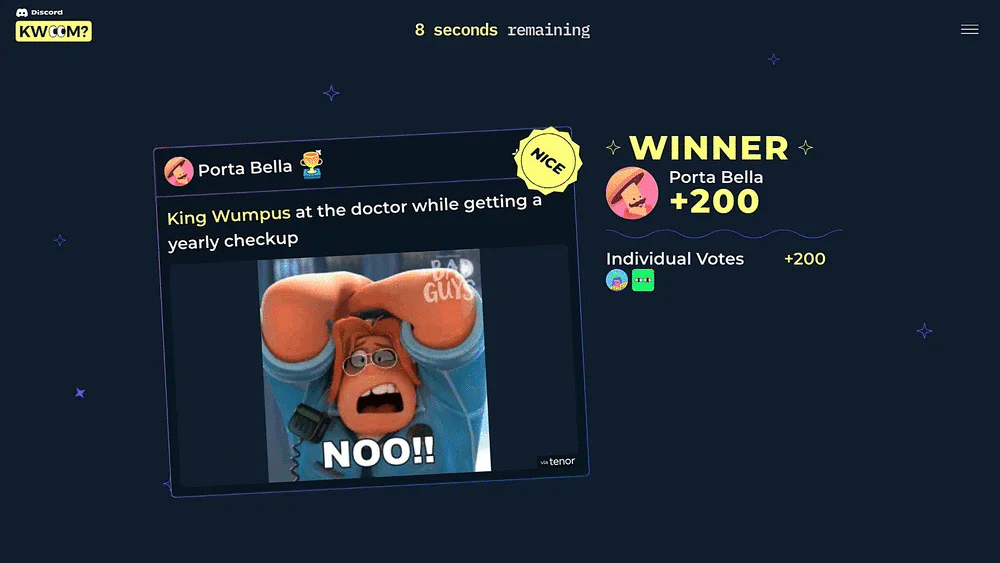 Discord
KWOOM?
8 seconds remaining
Porta Bella
NICE
King Wumpus at the doctor while getting a
yearly checkup
BAD
GUYS
NOO!!
via tenor
WINNER
Porta Bella
+200
Individual Votes +200